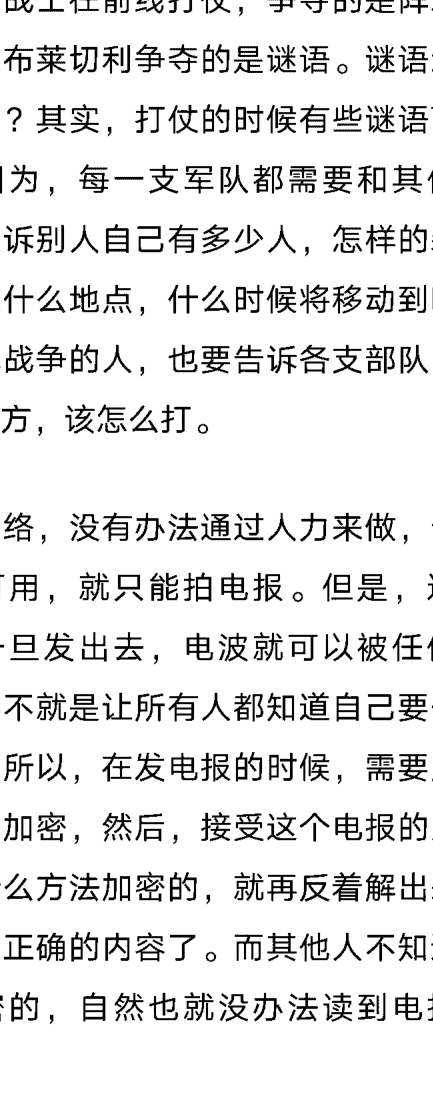 战士在前线打仗，争夺的是阵
布莱切利争夺的是谜语。谜语
？其实，打仗的时候有些谜语
为，每一支军队都需要和其
诉别人自己有多少人，怎样的
什么地点，什么时候将移动到
战争的人，也要告诉各支部队
方，该怎么打。
络，没有办法通过人力来做，
用，就只能拍电报。但是，
一旦发出去，电波就可以被任
不就是让所有人都知道自己要
所以，在发电报的时候，需要
加密，然后，接受这个电报的
么方法加密的，就再反着解出
正确的内容了。而其他人不知
的，自然也就没办法读到电